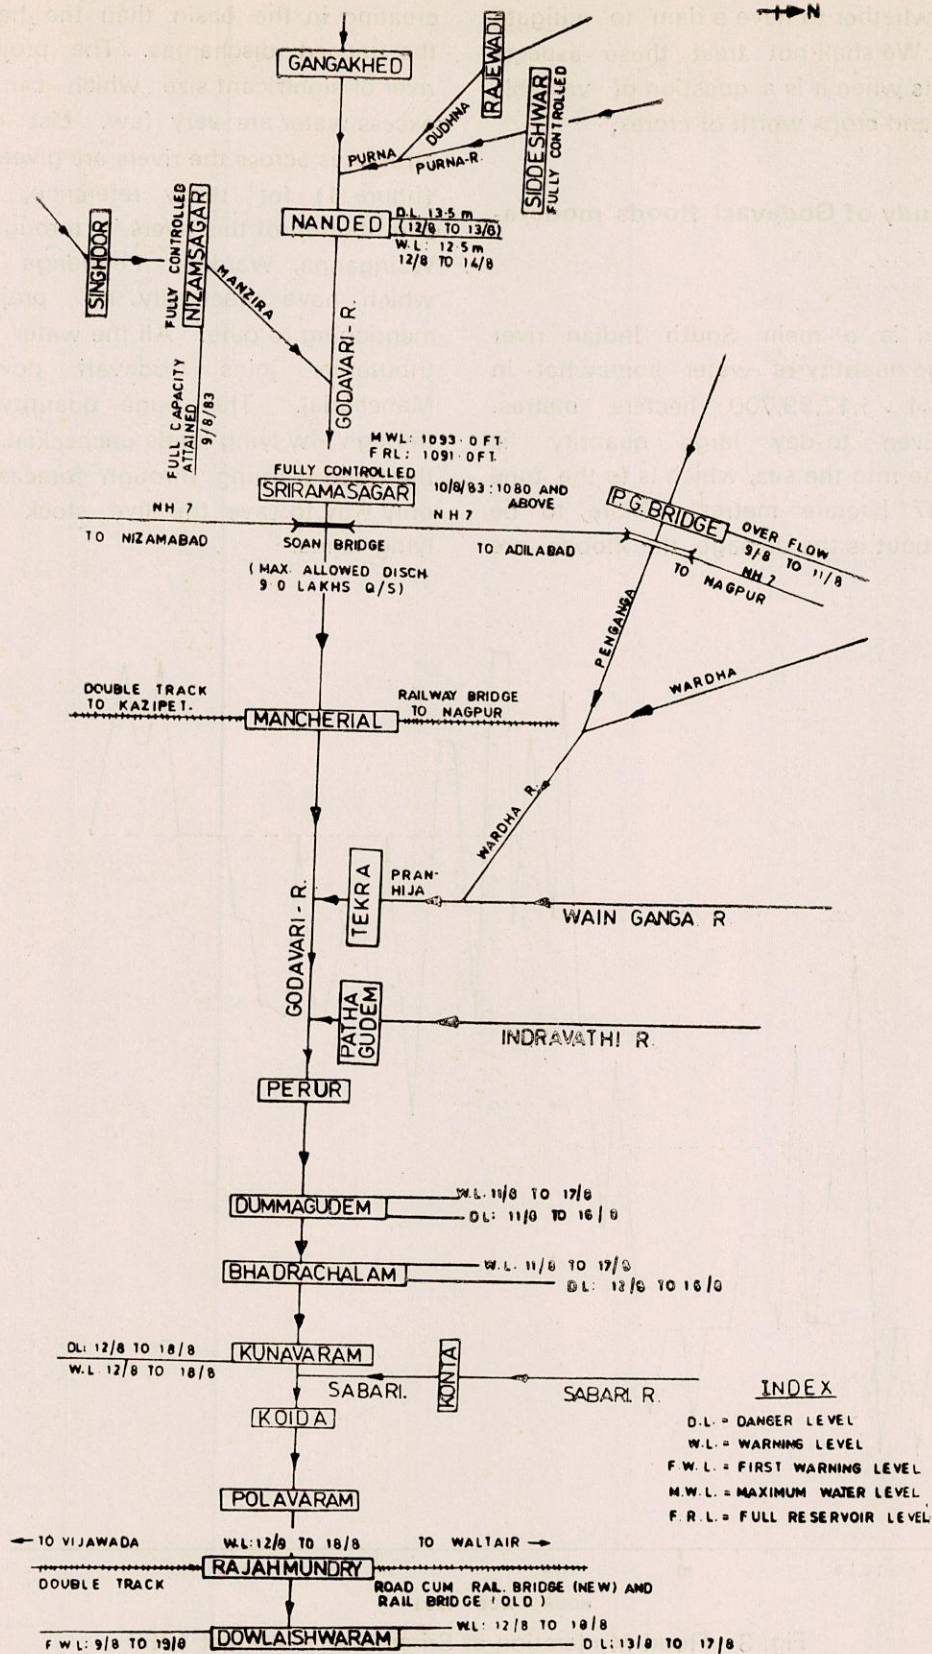 N
GANGAKHED
RAJEWADI.
DUDHNA
SIDDESHWAR
FULLY CONTROLLED
PURNA
PURNA-R.
NANDED
D.L. 13.5 m
(12/8 TO 13/8)
W.L: 12.5 m
12/8 TO 14/8
SINGHOOR
FULLY CONTROLLED
NIZAMSAGAR
MANZIRA
FULL CAPACITY
ATTAINED
9/8/83
GODAVARI - R.
MWL: 1093.0 FT.
FRL: 1091.0 FT.
FULLY CONTROLLED
SRIRAMASAGAR
10/8/83 : 1080 AND
ABOVE
NH 7
NH 7
TO NIZAMABAD
SOAN BRIDGE
TO ADILABAD
(MAX. ALLOWED DISCH.
9.0 LAKHS Q/S)
P. G. BRIDGE
OVER FLOW
9/8 TO 11/8
NH 7
TO NAGPUR
PENGANGA
WARDHA
DOUBLE TRACK
TO KAZIPET.
RAILWAY BRIDGE
TO NAGPUR
MANCHERIAL
WARDHA R.
GODAVARI - R.
TEKRA
PRAN-
HIJA
WAIN GANGA R.
PATHA
GUDEM
INDRAVATHI R.
PERUR
DUMMAGUDEM
W.L. 11/8 TO 17/8
DL: 11/8 TO 16/8
BHADRACHALAM
W.L. 11/8 TO 17/8
DL: 12/8 TO 16/8
DL: 12/8 TO 18/8
W.L. 12/8 TO 18/8
KUNAVARAM
SABARI.
KONTA
SABARI. R.
KOIDA
INDEX
D.L. = DANGER LEVEL
W.L. = WARNING LEVEL
F.W.L. = FIRST WARNING LEVEL
M.W.L. = MAXIMUM WATER LEVEL
F.R.L. = FULL RESERVOIR LEVEL
POLAVARAM
TO VIJAWADA
W.L: 12/8 TO 18/8
TO WALTAIR
RAJAHMUNDRY
DOUBLE TRACK
ROAD CUM RAIL. BRIDGE (NEW) AND
RAIL BRIDGE (OLD)
F W L: 9/8 TO 19/8
DOWLAISHWARAM
W.L: 12/8 TO 18/8
D L: 13/8 TO 17/8